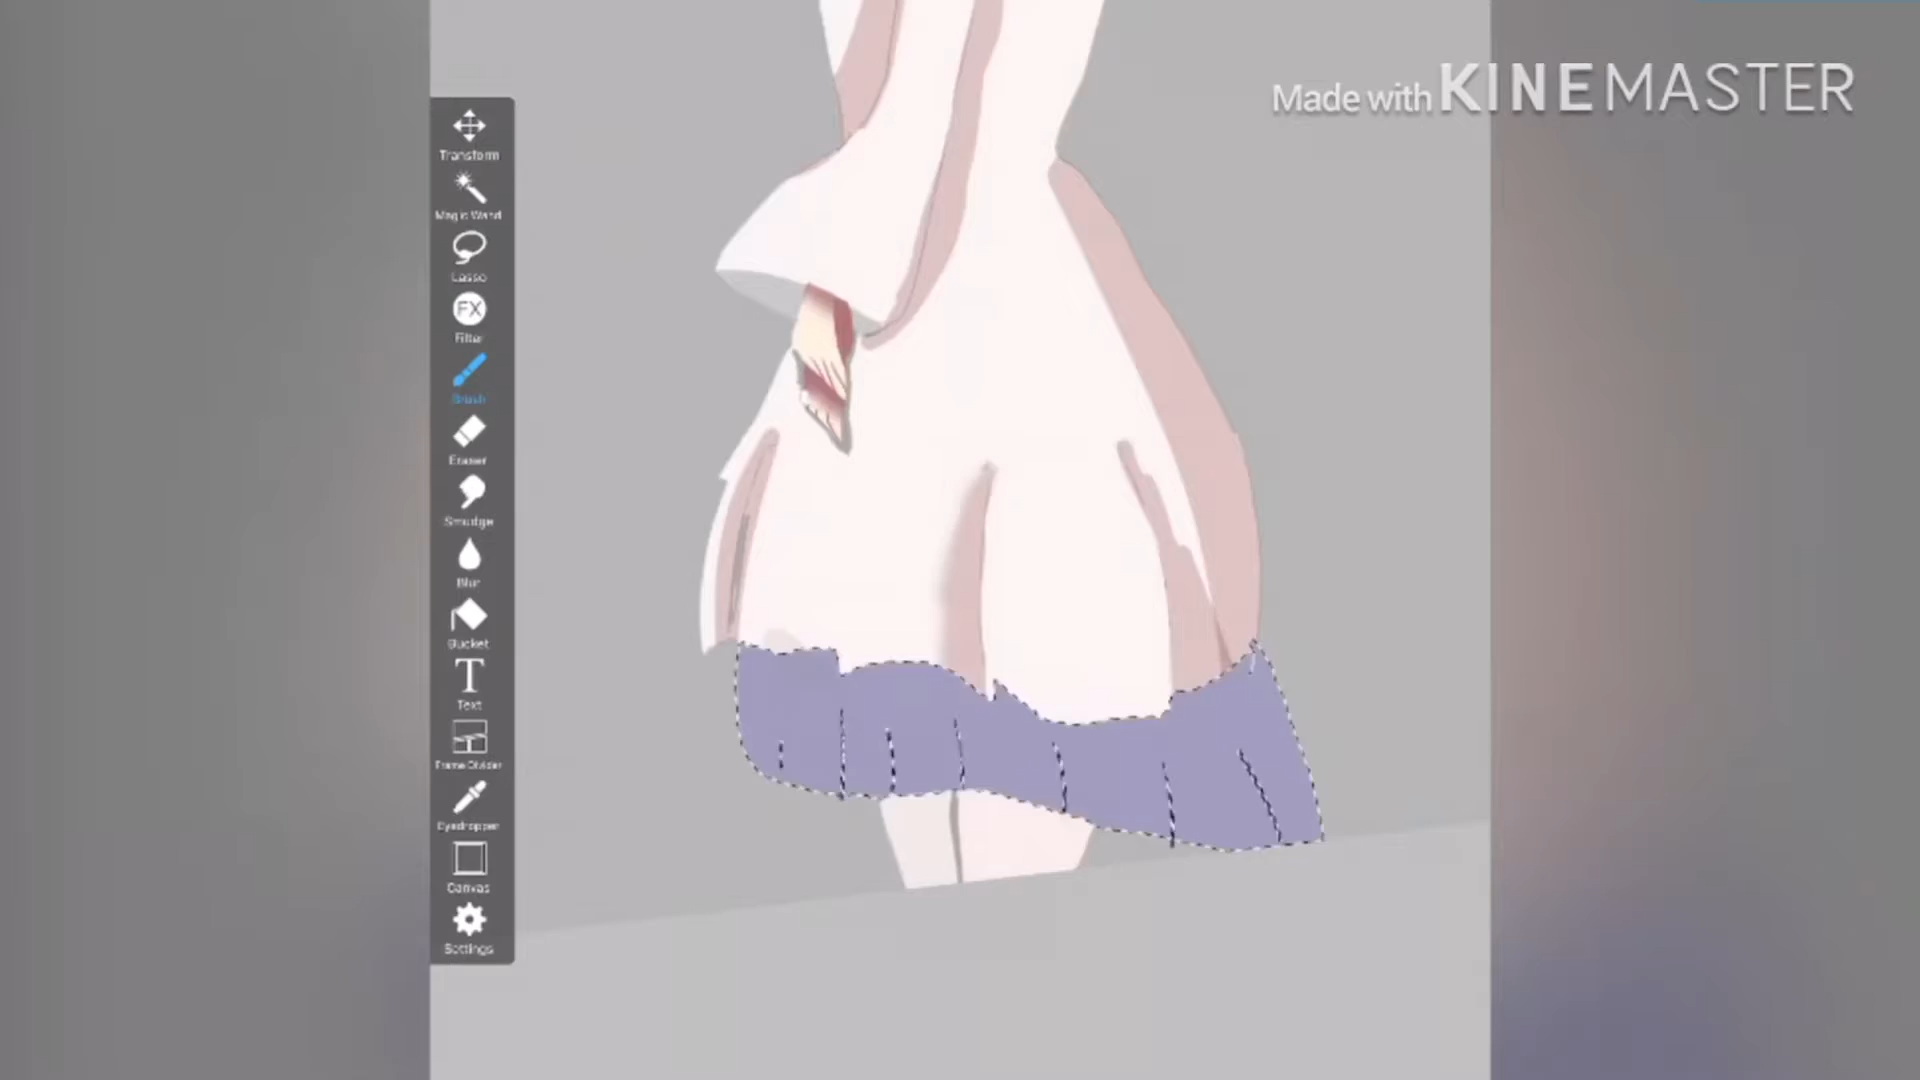 Made with KINEMASTER
Transform
Magic Wand
Lasso
FX
Filter
Brush
Eraser
Smudge
Blur
Bucket
T
Text
Frame Divider
Eyedropper
Canvas
Settings